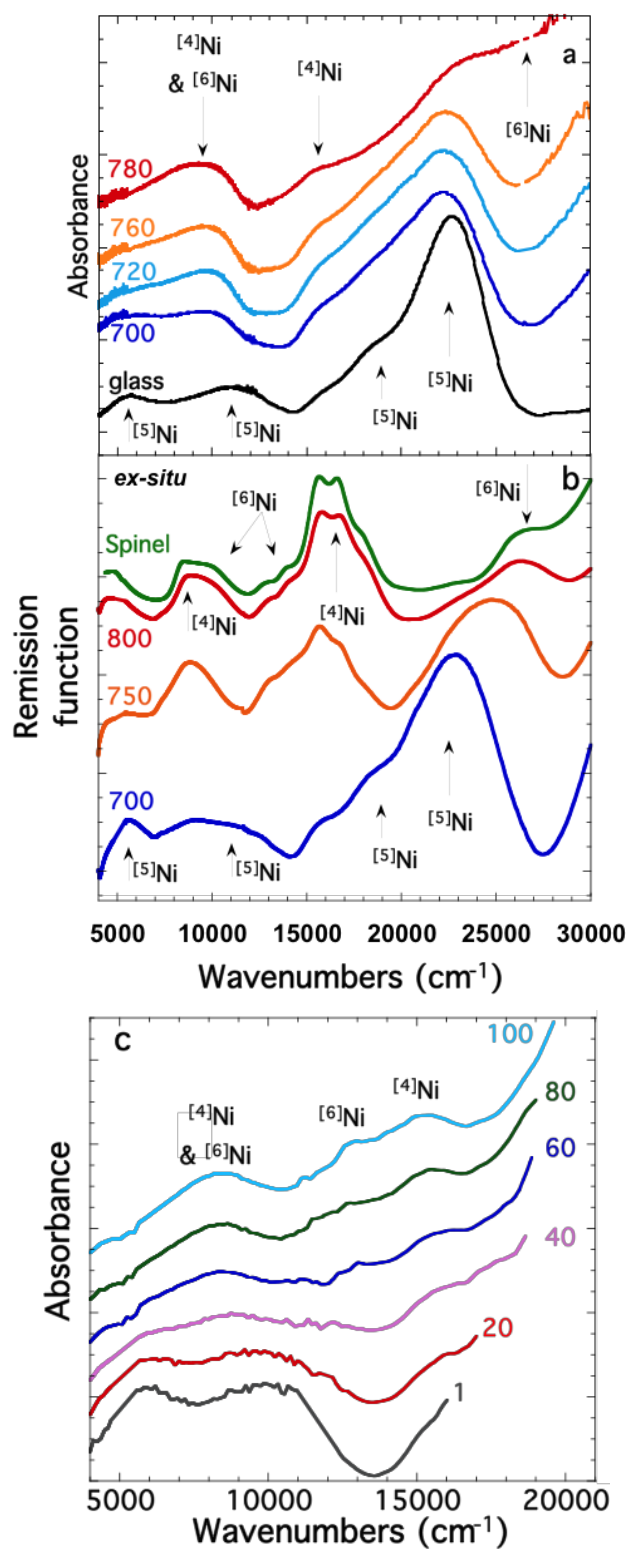 [4]Ni
& [6]Ni
[4]Ni
a
[6]Ni
780
760
720
700
glass
[5]Ni
[5]Ni
[5]Ni
[5]Ni
Absorbance
ex-situ
b
[6]Ni
[6]Ni
Spinel
[4]Ni
[4]Ni
800
750
700
[5]Ni
[5]Ni
[5]Ni
[5]Ni
Remission
function
5000 10000 15000 20000 25000 30000
Wavenumbers (cm-1)
c
100
[4]Ni
& [6]Ni
[6]Ni
[4]Ni
80
60
40
20
1
Absorbance
5000 10000 15000 20000
Wavenumbers (cm-1)